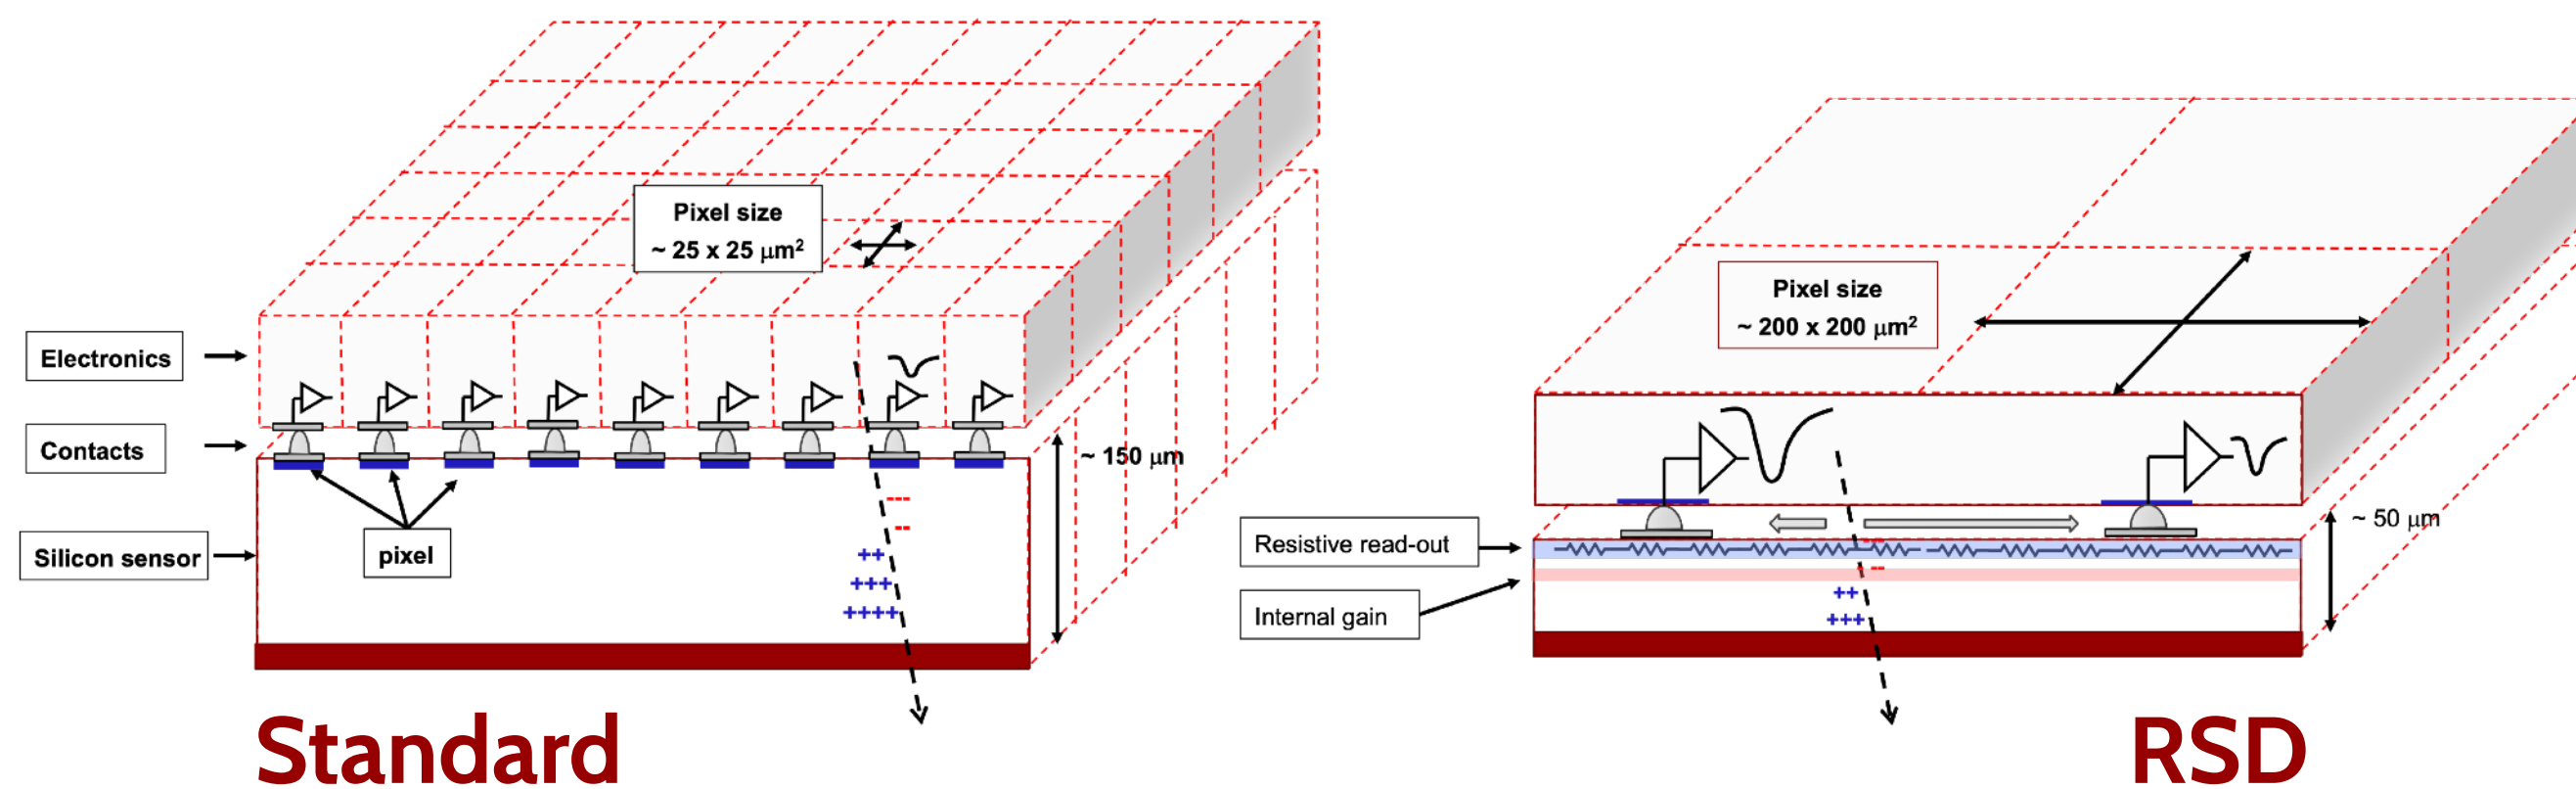 Pixel size
~ 25 x 25 μm²
Electronics
Contacts
Silicon sensor
pixel
~ 150 μm
---
--
++
+++
++++
Standard
Pixel size
~ 200 x 200 μm²
Resistive read-out
Internal gain
~ 50 μm
--
--
++
+++
RSD